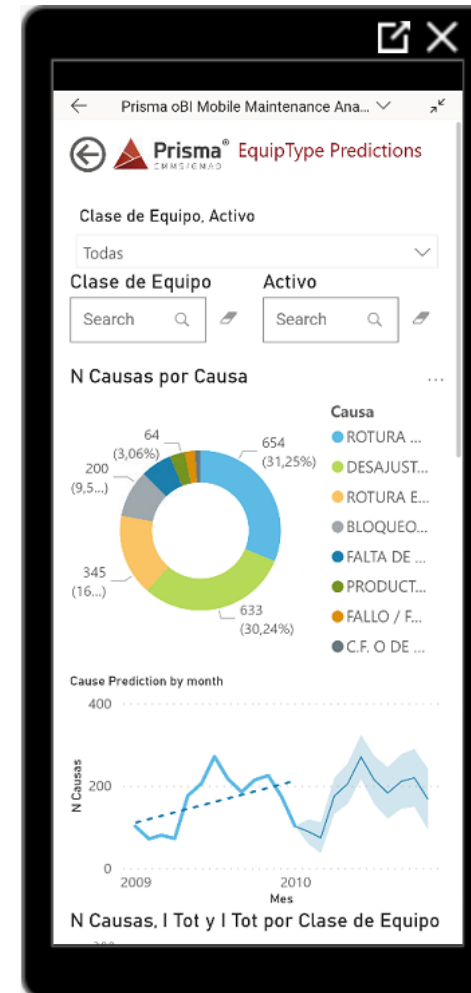 Prisma oBI Mobile Maintenance Ana...
Prisma® EquipType Predictions
CMMS/GMAO
Clase de Equipo, Activo
Todas
Clase de Equipo Activo
Search Search
N Causas por Causa
...
Causa
ROTURA ...
DESAJUST...
ROTURA E...
BLOQUEO...
FALTA DE ...
PRODUCT...
FALLO / F...
C.F. O DE ...
64
(3,06%)
654
(31,25%)
200
(9,5...)
345
(16...)
633
(30,24%)
Cause Prediction by month
400
200
0
N Causas
2009 2010
Mes
N Causas, I Tot y I Tot por Clase de Equipo